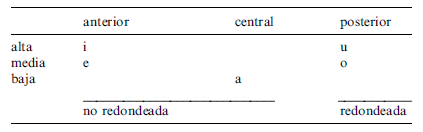 anterior central posterior
alta i u
media e o
baja a
no redondeada redondeada